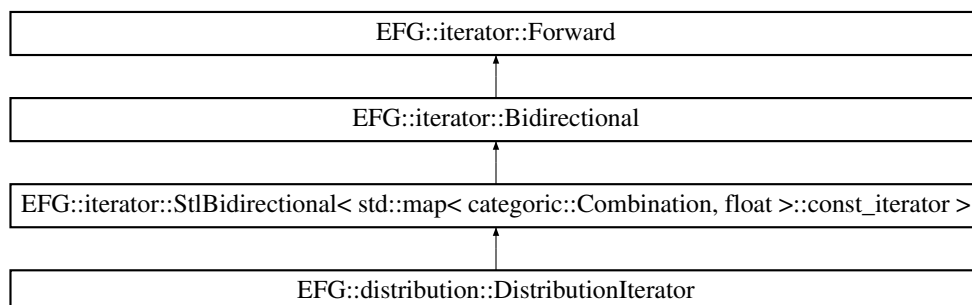 EFG::iterator::Forward
EFG::iterator::Bidirectional
EFG::iterator::StlBidirectional< std::map< categoric::Combination, float >::const_iterator >
EFG::distribution::DistributionIterator